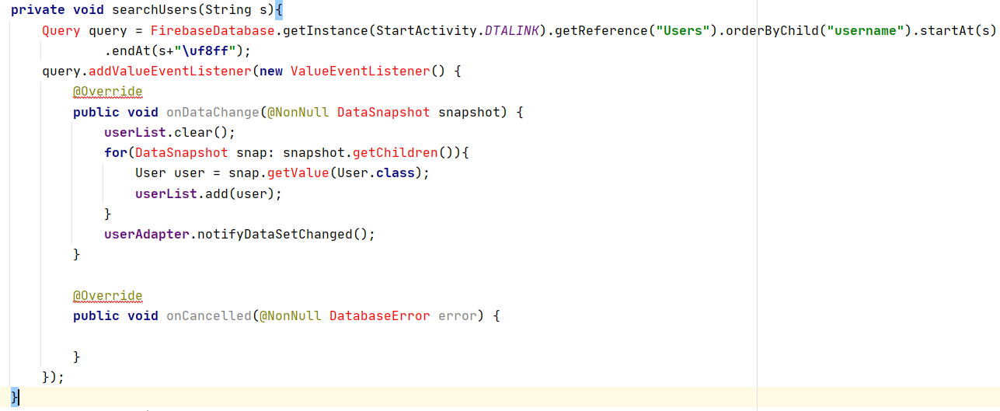 private void searchUsers(String s){
    Query query = FirebaseDatabase.getInstance(StartActivity.DTALINK).getReference("Users").orderByChild("username").startAt(s)
            .endAt(s+"\uf8ff");
    query.addValueEventListener(new ValueEventListener() {
        @Override
        public void onDataChange(@NonNull DataSnapshot snapshot) {
            userList.clear();
            for(DataSnapshot snap: snapshot.getChildren()){
                User user = snap.getValue(User.class);
                userList.add(user);
            }
            userAdapter.notifyDataSetChanged();
        }
        @Override
        public void onCancelled(@NonNull DatabaseError error) {
        }
    });
}